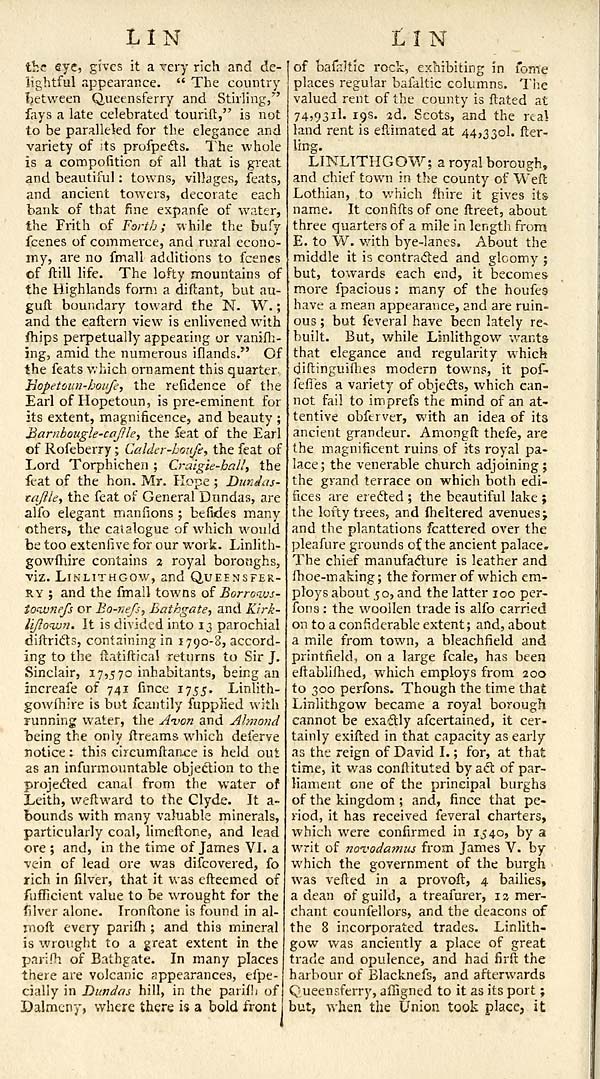 LIN
the eye, gives it a very rich and de-
lightful appearance. “ The country
between Queensferry and Stirling,”
ſays a late celebrated touriſt,” is not
to be paralleled for the elegance and
variety of its proſpects. The whole
is a compoſition of all that is great
and beautiful: towns, villages, ſeats,
and ancient towers, decorate each
bank of that fine expanſe of water,
the Frith of Forth; while the buſy
ſcenes of commerce, and rural econo-
my, are no ſmall additions to ſcenes
of ſtill life. The lofty mountains of
the Highlands form a diſtant, but au-
guſt boundary toward the N. W.;
and the eaſtern view is enlivened with
ſhips perpetually appearing or vaniſh-
ing, amid the numerous iſlands.” Of
the ſeats which ornament this quarter,
Hopetoun-houſe, the reſidence of the
Earl of Hopetoun, is pre-eminent for
its extent, magnificence, and beauty;
Barnbougle-caſtle, the ſeat of the Earl
of Roſeberry; Calder-houſe, the ſeat of
Lord Torphichen; Craigie-hall, the
ſeat of the hon. Mr. Hope; Dundas-
caſtle, the ſeat of General Dundas, are
alſo elegant manſions; beſides many
others, the catalogue of which would
be too extenſive for our work. Linlith-
gowſhire contains 2 royal boroughs,
viz. LINLITHGOW, and QUEENSFER-
RY; and the ſmall towns of Borrows-
townneſs or Bo-neſs, Bathgate, and Kirk-
liſtown. It is divided into 13 parochial
diſtricts, containing in 1790-8, accord-
ing to the ſtatiſtical returns to Sir J.
Sinclair, 17,570 inhabitants, being an
increaſe of 741 ſince 1755. Linlith-
gowſhire is but ſcantily ſupplied with
running water, the Avon and Almond
being the only ſtreams which deſerve
notice: this circumſtance is held out
as an inſurmountable objection to the
projected canal from the water of
Leith, weſtward to the Clyde. It a-
bounds with many valuable minerals,
particularly coal, limeſtone, and lead
ore; and, in the time of James VI. a
vein of lead ore was diſcovered, ſo
rich in ſilver, that it was eſteemed of
ſufficient value to be wrought for the
ſilver alone. Ironſtone is found in al-
moſt every pariſh; and this mineral
is wrought to a great extent in the
pariſh of Bathgate. In many places
there are volcanic appearances, eſpe-
cially in Dundas hill, in the pariſh of
Dalmeny, where there is a bold front
LIN
of baſaltic rock, exhibiting in ſome
places regular baſaltic columns. The
valued rent of the county is ſtated at
74,931l. 19s. 2d. Scots, and the real
land rent is eſtimated at 44,330l. ſter-
ling.
LINLITHGOW; a royal borough,
and chief town in the county of Weſt
Lothian, to which ſhire it gives its
name. It conſiſts of one ſtreet, about
three quarters of a mile in length from
E. to W. with bye-lanes. About the
middle it is contracted and gloomy;
but, towards each end, it becomes
more ſpacious: many of the houſes
have a mean appearance, and are ruin-
ous; but ſeveral have been lately re-
built. But, while Linlithgow wants
that elegance and regularity which
diſtinguiſhes modern towns, it poſ-
ſeſſes a variety of objects, which can-
not fail to impreſs the mind of an at-
tentive obſerver, with an idea of its
ancient grandeur. Amongſt theſe, are
the magnificent ruins of its royal pa-
lace; the venerable church adjoining;
the grand terrace on which both edi-
fices are erected; the beautiful lake;
the lofty trees, and ſheltered avenues;
and the plantations ſcattered over the
pleaſure grounds of the ancient palace.
The chief manufacture is leather and
ſhoe-making; the former of which em-
ploys about 50, and the latter 100 per-
ſons: the woollen trade is alſo carried
on to a conſiderable extent; and, about
a mile from town, a bleachfield and
printfield, on a large ſcale, has been
eſtabliſhed, which employs from 200
to 300 perſons. Though the time that
Linlithgow became a royal borough
cannot be exactly aſcertained, it cer-
tainly exiſted in that capacity as early
as the reign of David I.; for, at that
time, it was conſtituted by act of par-
liament one of the principal burghs
of the kingdom; and, ſince that pe-
riod, it has received ſeveral charters,
which were confirmed in 1540, by a
writ of novodamus from James V. by
which the government of the burgh
was veſted in a provoſt, 4 bailies,
a dean of guild, a treaſurer, 12 mer-
chant counſellors, and the deacons of
the 8 incorporated trades. Linlith-
gow was anciently a place of great
trade and opulence, and had firſt the
harbour of Blackneſs, and afterwards
Queensferry, aſſigned to it as its port;
but, when the Union took place, it